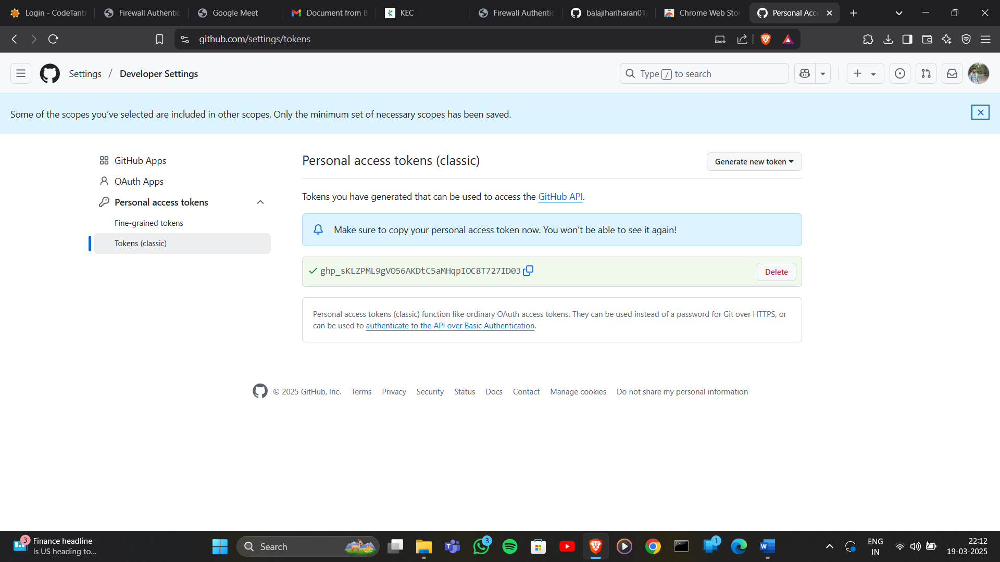 Login - CodeTantr
Firewall Authentic
Google Meet
Document from B
KEC
Firewall Authentic
balajihariharan01/
Chrome Web Stor
Personal Acce
github.com/settings/tokens
Settings / Developer Settings
Type / to search
Some of the scopes you’ve selected are included in other scopes. Only the minimum set of necessary scopes has been saved.
GitHub Apps
OAuth Apps
Personal access tokens
Fine-grained tokens
Tokens (classic)
Personal access tokens (classic)
Generate new token
Tokens you have generated that can be used to access the GitHub API.
Make sure to copy your personal access token now. You won’t be able to see it again!
Delete
Personal access tokens (classic) function like ordinary OAuth access tokens. They can be used instead of a password for Git over HTTPS, or
can be used to authenticate to the API over Basic Authentication.
© 2025 GitHub, Inc. Terms Privacy Security Status Docs Contact Manage cookies Do not share my personal information
3
Finance headline
Is US heading to...
Search
3
1
ENG
IN
22:12
19-03-2025